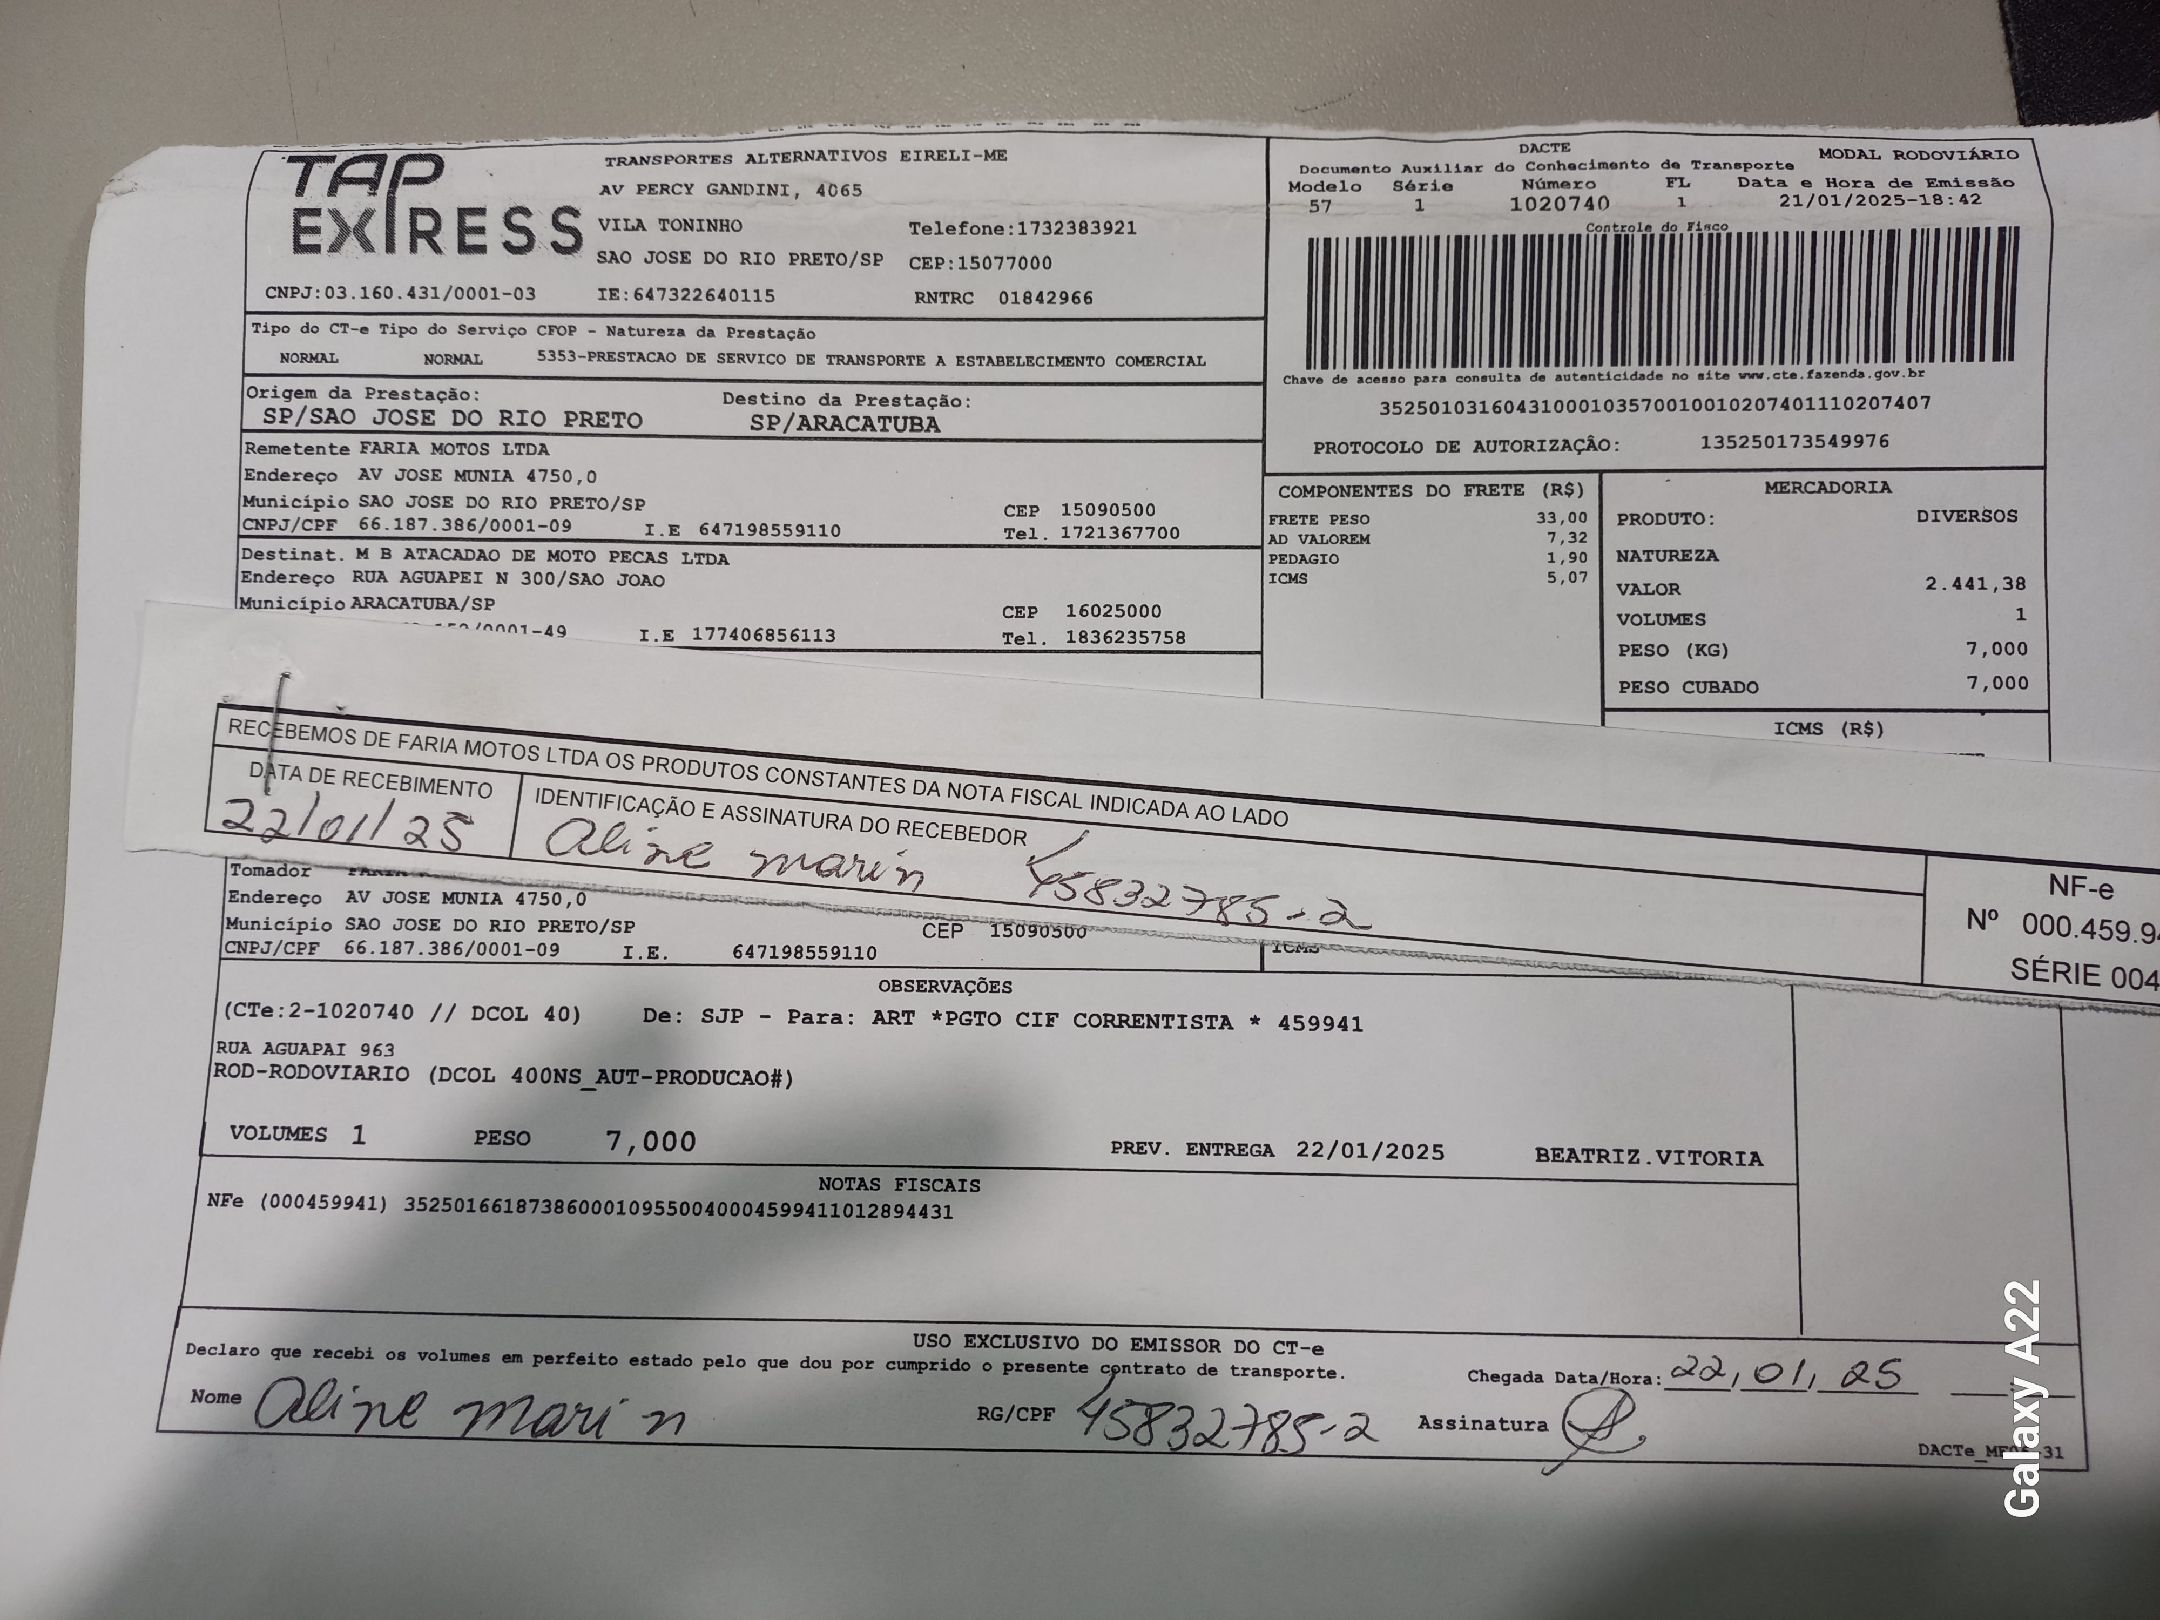 TAP EXPRESS
TRANSPORTES ALTERNATIVOS EIRELI-ME
AV PERCY GANDINI, 4065
VILA TONINHO Telefone:1732383921
SAO JOSE DO RIO PRETO/SP CEP:15077000
CNPJ:03.160.431/0001-03 IE:647322640115 RNTRC 01842966
DACTE
Documento Auxiliar do Conhecimento de Transporte MODAL RODOVIÁRIO
Modelo Série Número FL Data e Hora de Emissão
57 1 1020740 1 21/01/2025-18:42
Controle do Fisco
Chave de acesso para consulta de autenticidade no site www.cte.fazenda.gov.br
35250103160431000103570010010207401110207407
PROTOCOLO DE AUTORIZAÇÃO: 135250173549976
Tipo do CT-e Tipo do Serviço CFOP - Natureza da Prestação
NORMAL NORMAL 5353-PRESTACAO DE SERVICO DE TRANSPORTE A ESTABELECIMENTO COMERCIAL
Origem da Prestação: Destino da Prestação:
SP/SAO JOSE DO RIO PRETO SP/ARACATUBA
Remetente FARIA MOTOS LTDA
Endereço AV JOSE MUNIA 4750,0
Município SAO JOSE DO RIO PRETO/SP CEP 15090500
CNPJ/CPF 66.187.386/0001-09 I.E 647198559110 Tel. 1721367700
Destinat. M B ATACADAO DE MOTO PECAS LTDA
Endereço RUA AGUAPEI N 300/SAO JOAO
Município ARACATUBA/SP CEP 16025000
/0001-49 I.E 177406856113 Tel. 1836235758
COMPONENTES DO FRETE (R$)
FRETE PESO 33,00
AD VALOREM 7,32
PEDAGIO 1,90
ICMS 5,07
MERCADORIA
PRODUTO: DIVERSOS
NATUREZA
VALOR 2.441,38
VOLUMES 1
PESO (KG) 7,000
PESO CUBADO 7,000
ICMS (R$)
RECEBEMOS DE FARIA MOTOS LTDA OS PRODUTOS CONSTANTES DA NOTA FISCAL INDICADA AO LADO
DATA DE RECEBIMENTO IDENTIFICAÇÃO E ASSINATURA DO RECEBEDOR
22/01/25 Aline Marin 45832785-2
NF-e
Nº 000.459.9
SÉRIE 004
Tomador
Endereço AV JOSE MUNIA 4750,0
Município SAO JOSE DO RIO PRETO/SP CEP 15090500
CNPJ/CPF 66.187.386/0001-09 I.E. 647198559110
ICMS
OBSERVAÇÕES
(CTe:2-1020740 // DCOL 40) De: SJP - Para: ART *PGTO CIF CORRENTISTA * 459941
RUA AGUAPAI 963
ROD-RODOVIARIO (DCOL 400NS_AUT-PRODUCAO#)
VOLUMES 1 PESO 7,000 PREV. ENTREGA 22/01/2025 BEATRIZ.VITORIA
NOTAS FISCAIS
NFe (000459941) 35250166187386000109550040004599411012894431
USO EXCLUSIVO DO EMISSOR DO CT-e
Declaro que recebi os volumes em perfeito estado pelo que dou por cumprido o presente contrato de transporte. Chegada Data/Hora: 22,01,25
Nome Aline Marin RG/CPF 45832785-2 Assinatura
DACTe_M 31
Galaxy A22